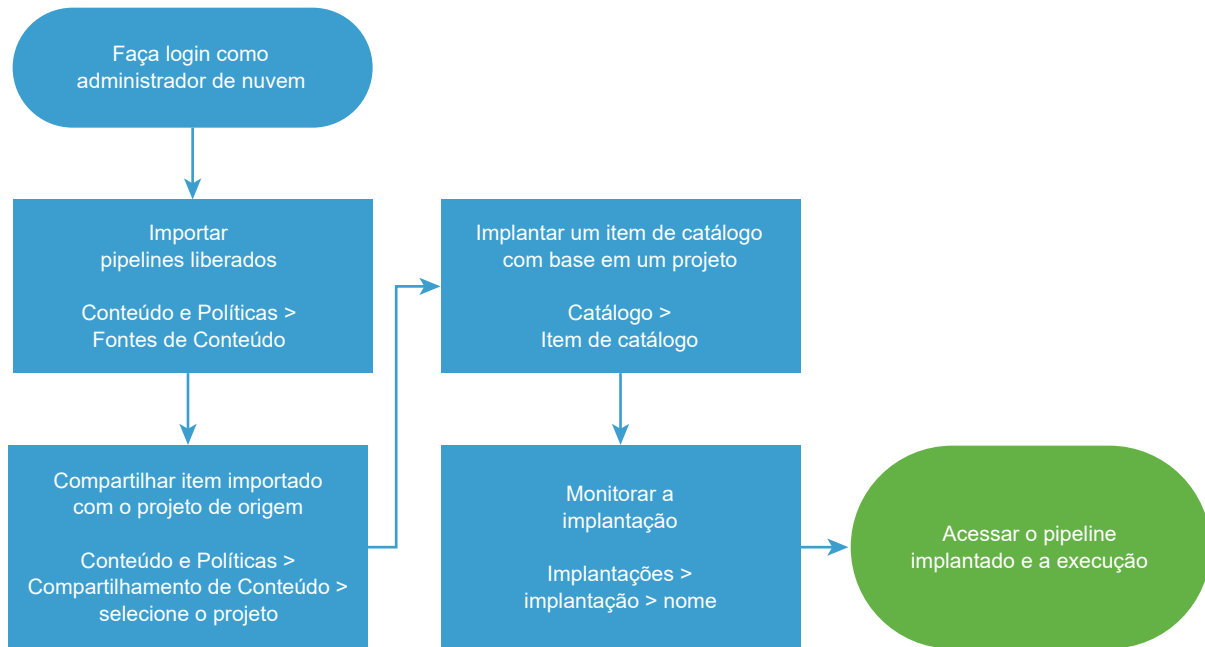 Faça login como
administrador de nuvem
Importar
pipelines liberados
Conteúdo e Políticas >
Fontes de Conteúdo
Compartilhar item importado
com o projeto de origem
Conteúdo e Políticas >
Compartilhamento de Conteúdo >
selecione o projeto
Implantar um item de catálogo
com base em um projeto
Catálogo >
Item de catálogo
Monitorar a
implantação
Implantações >
implantação > nome
Acessar o pipeline
implantado e a execução